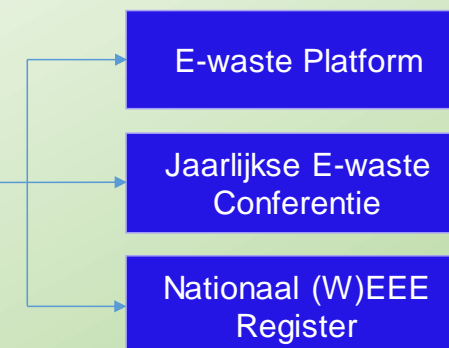 E-waste Platform
Jaarlijkse E-waste
Conferentie
Nationaal (W)EEE
Register